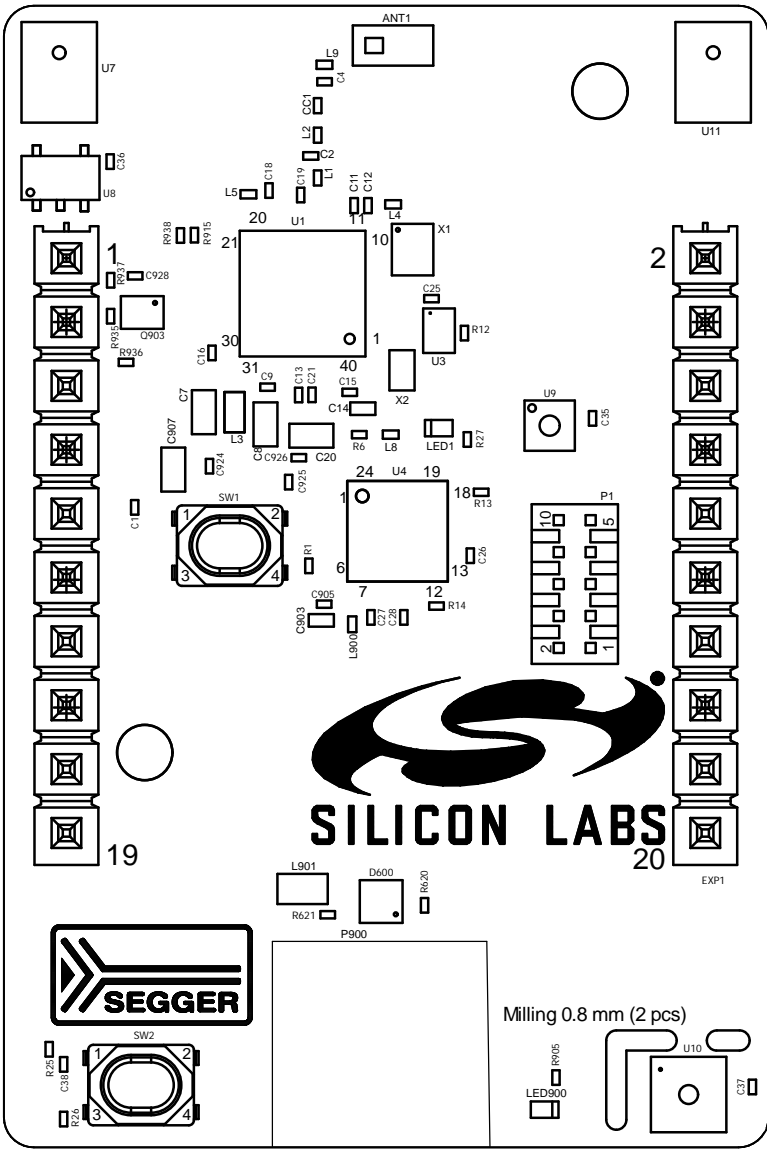 ANT1
U7
L9
C4
U11
CC1
L2
C36
C2
U8
L1
C18
C19
L5
C11
C12
L4
R938
R915
20
U1
11
X1
1
21
10
2
R937
C928
C25
R935
Q903
R12
30
1
U3
C16
R936
31
40
C9
C13
C21
C15
X2
C7
C14
U9
L3
C8
C20
C35
C907
R6
L8
LED1
R27
C926
C924
C925
24
U4
19
SW1
1
18
R13
P1
C1
1
2
10
5
R1
C26
3
4
6
13
7
12
C905
R14
C903
C27
C28
L900
2
1
SILICON LABS
19
20
L901
D600
EXP1
R620
R621
P900
SEGGER
Milling 0.8 mm (2 pcs)
SW2
U10
R25
1
2
R905
C38
C37
LED900
R26
3
4